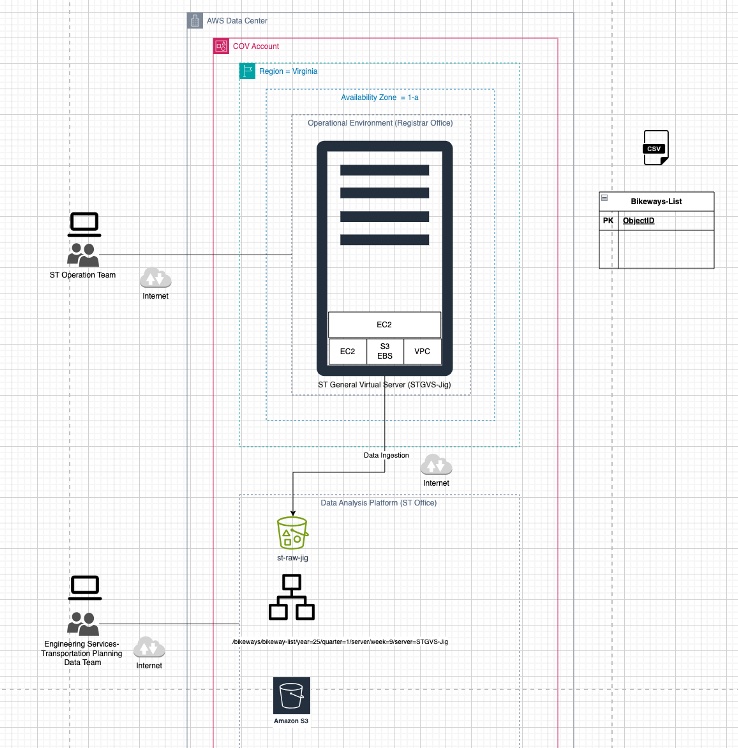 AWS Data Center
COV Account
Region = Virginia
Availability Zone = 1-a
Operational Environment (Registrar Office)
CSV
Bikeways-List
PK ObjectID
ST Operation Team
Internet
EC2
EC2
S3
EBS
VPC
ST General Virtual Server (STGVS-Jig)
Data Ingestion
Internet
Data Analysis Platform (ST Office)
st-raw-jig
/bikeways/bikeway-list/year=25/quarter=1/server/week=9/server=STGVS-Jig
Engineering Services-
Transportation Planning
Data Team
Internet
Amazon S3